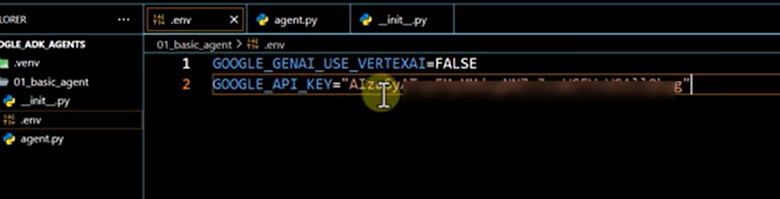 LORER
...
.env
agent.py
__init__.py
OGLE_ADK_AGENTS
01_basic_agent > .env
.venv
01_basic_agent
__init__.py
.env
agent.py
1 GOOGLE_GENAI_USE_VERTEXAI=FALSE
2 GOOGLE_API_KEY="